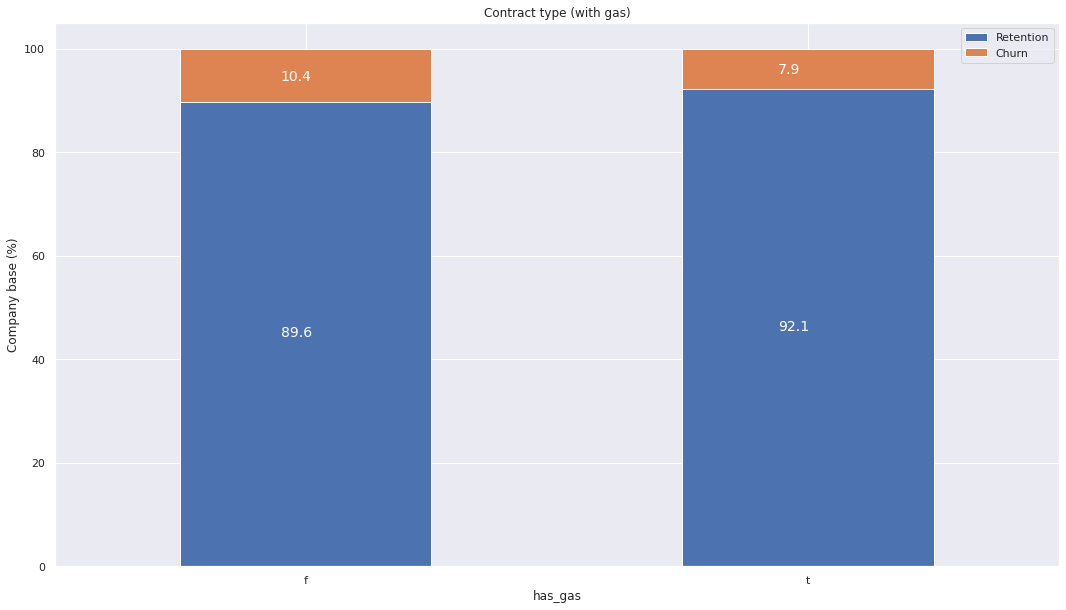 Contract type (with gas)
Retention
Churn
100
80
60
40
20
0
Company base (%)
10.4
7.9
89.6
92.1
f
t
has_gas